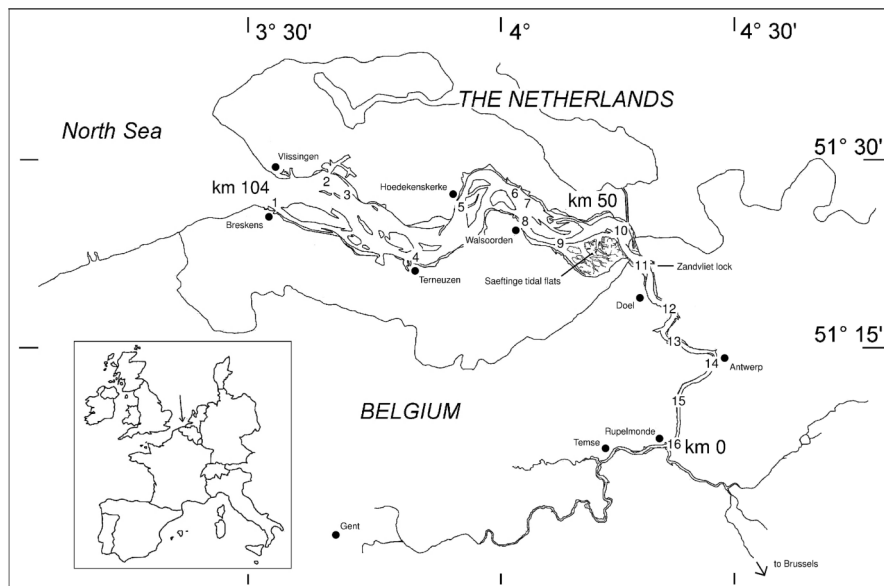 3° 30'
4°
4° 30'
THE NETHERLANDS
North Sea
51° 30'
Vlissingen
km 104
2
3
Hoedekenskerke
5
6
7
km 50
1
Breskens
8
Walsoorden
9
10
4
Terneuzen
Saeftinge tidal flats
11
Zandvliet lock
Doel
12
13
51° 15'
14
Antwerp
15
BELGIUM
Rupelmonde
Temse
16
km 0
Gent
to Brussels